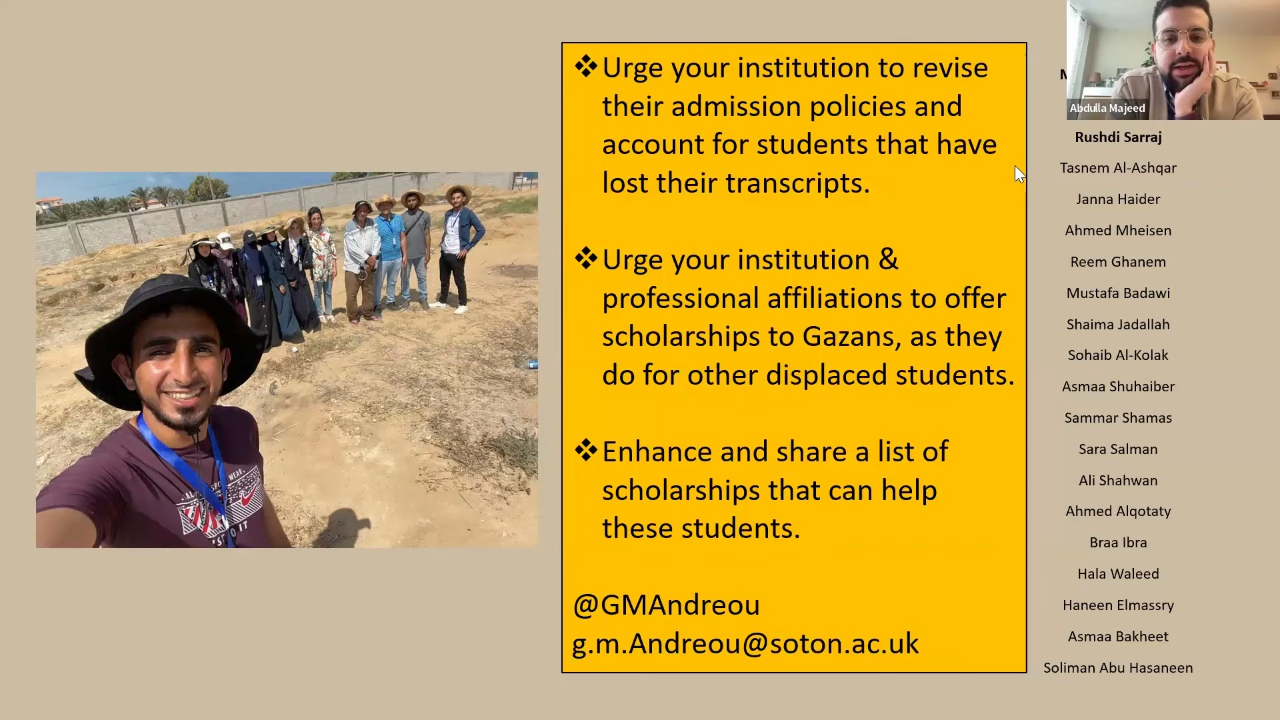 ❖Urge your institution to revise
their admission policies and
account for students that have
lost their transcripts.
❖Urge your institution &
professional affiliations to offer
scholarships to Gazans, as they
do for other displaced students.
❖Enhance and share a list of
scholarships that can help
these students.
@GMAndreou
g.m.Andreou@soton.ac.uk
Abdulla Majeed
Rushdi Sarraj
Tasnem Al-Ashqar
Janna Haider
Ahmed Mheisen
Reem Ghanem
Mustafa Badawi
Shaima Jadallah
Sohaib Al-Kolak
Asmaa Shuhaiber
Sammar Shamas
Sara Salman
Ali Shahwan
Ahmed Alqotaty
Braa Ibra
Hala Waleed
Haneen Elmassry
Asmaa Bakheet
Soliman Abu Hasaneen